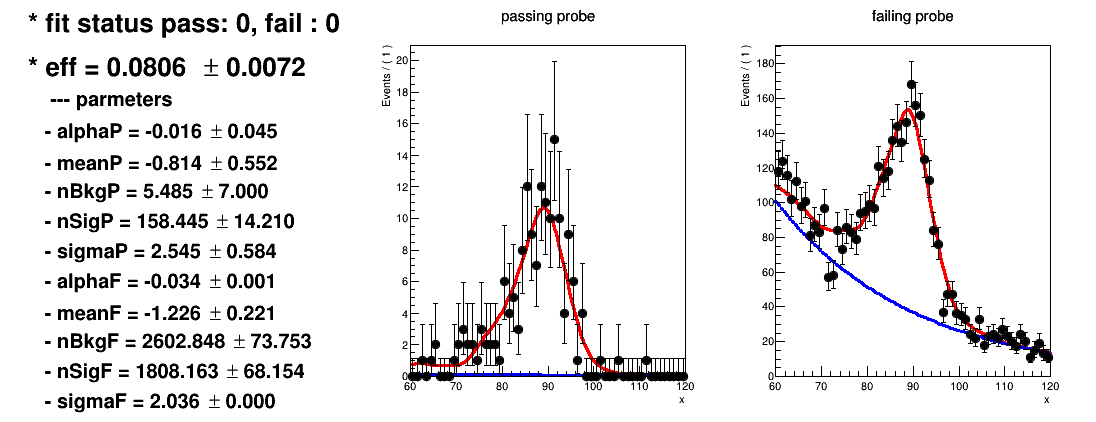 * fit status pass: 0, fail : 0
* eff = 0.0806 ± 0.0072
--- parmeters
- alphaP = -0.016 ± 0.045
- meanP = -0.814 ± 0.552
- nBkgP = 5.485 ± 7.000
- nSigP = 158.445 ± 14.210
- sigmaP = 2.545 ± 0.584
- alphaF = -0.034 ± 0.001
- meanF = -1.226 ± 0.221
- nBkgF = 2602.848 ± 73.753
- nSigF = 1808.163 ± 68.154
- sigmaF = 2.036 ± 0.000
passing probe
Events / ( 1 )
20
18
16
14
12
10
8
6
4
2
0
60 70 80 90 100 110 120
x
failing probe
Events / ( 1 )
180
160
140
120
100
80
60
40
20
0
60 70 80 90 100 110 120
x